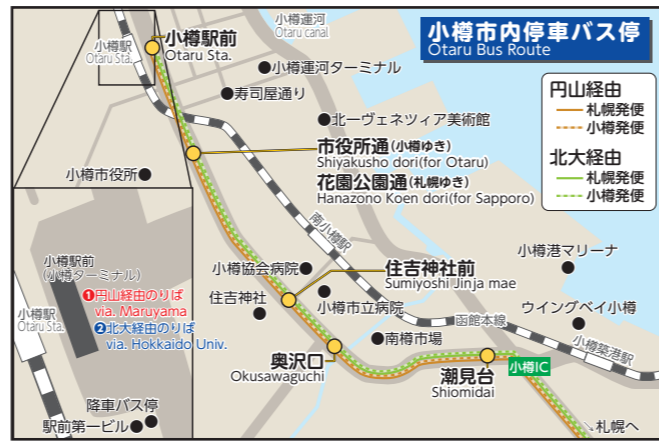 小樽市内停車バス停
Otaru Bus Route
円山経由
札幌発便
小樽発便
北大経由
札幌発便
小樽発便
小樽駅
Otaru Sta.
小樽駅前
Otaru Sta.
小樽運河
Otaru canal
小樽運河ターミナル
寿司屋通り
北一ヴェネツィア美術館
市役所通(小樽ゆき)
Shiyakusho dori(for Otaru)
花園公園通(札幌ゆき)
Hanazono Koen dori(for Sapporo)
小樽市役所
南小樽駅
小樽港マリーナ
小樽協会病院
住吉神社前
Sumiyoshi Jinja mae
住吉神社
小樽市立病院
函館本線
ウイングベイ小樽
南樽市場
小樽築港駅
奥沢口
Okusawaguchi
潮見台
Shiomidai
小樽IC
札幌へ
小樽駅前
(小樽ターミナル)
❶円山経由のりば
via. Maruyama
❷北大経由のりば
via. Hokkaido Univ.
小樽駅
Otaru Sta.
降車バス停
駅前第一ビル